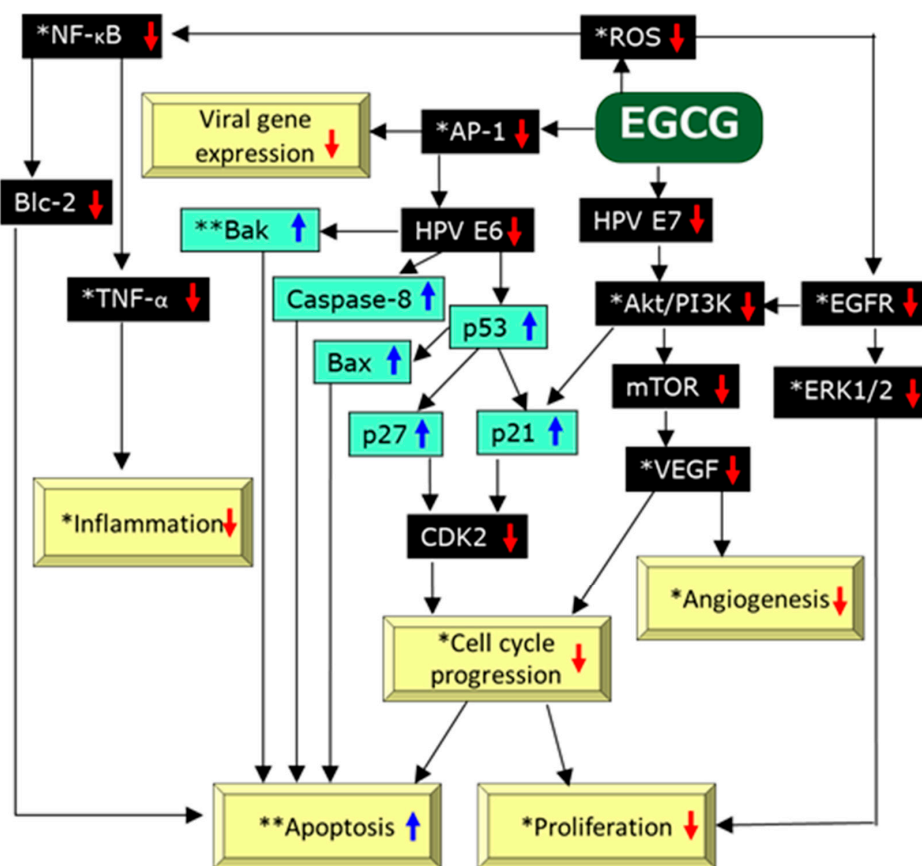 *NF-κB
*ROS
EGCG
Viral gene
expression
*AP-1
Blc-2
**Bak
HPV E6
HPV E7
*TNF-α
Caspase-8
*Akt/PI3K
*EGFR
p53
Bax
mTOR
*ERK1/2
p27
p21
*VEGF
*Inflammation
CDK2
*Angiogenesis
*Cell cycle
progression
**Apoptosis
*Proliferation